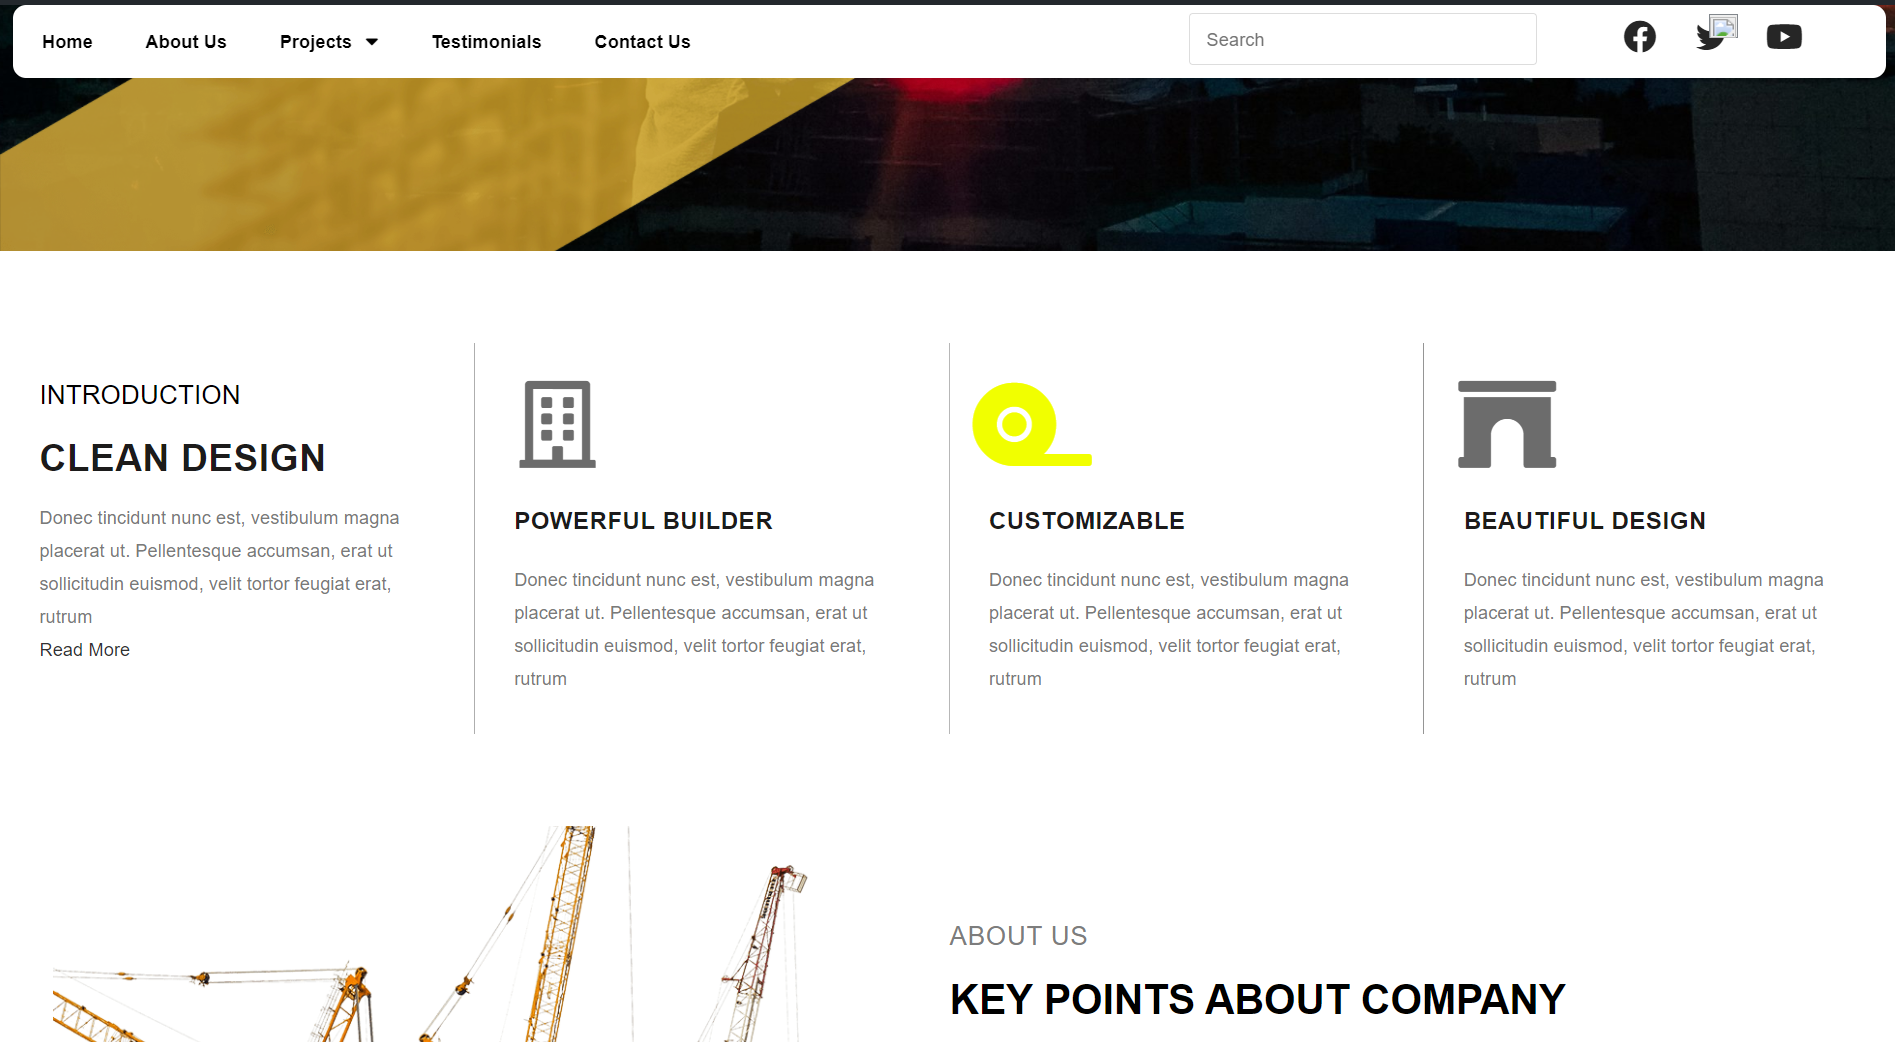 Home
About Us
Projects
Testimonials
Contact Us
Search
INTRODUCTION
CLEAN DESIGN
Donec tincidunt nunc est, vestibulum magna
placerat ut. Pellentesque accumsan, erat ut
sollicitudin euismod, velit tortor feugiat erat,
rutrum
Read More
POWERFUL BUILDER
Donec tincidunt nunc est, vestibulum magna
placerat ut. Pellentesque accumsan, erat ut
sollicitudin euismod, velit tortor feugiat erat,
rutrum
CUSTOMIZABLE
Donec tincidunt nunc est, vestibulum magna
placerat ut. Pellentesque accumsan, erat ut
sollicitudin euismod, velit tortor feugiat erat,
rutrum
BEAUTIFUL DESIGN
Donec tincidunt nunc est, vestibulum magna
placerat ut. Pellentesque accumsan, erat ut
sollicitudin euismod, velit tortor feugiat erat,
rutrum
ABOUT US
KEY POINTS ABOUT COMPANY